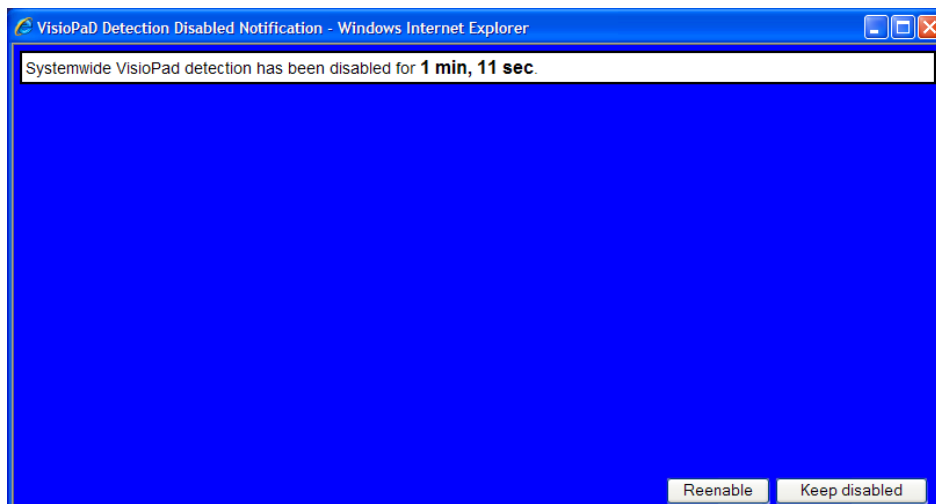 VisioPaD Detection Disabled Notification - Windows Internet Explorer
Systemwide VisioPad detection has been disabled for 1 min, 11 sec.
Reenable Keep disabled